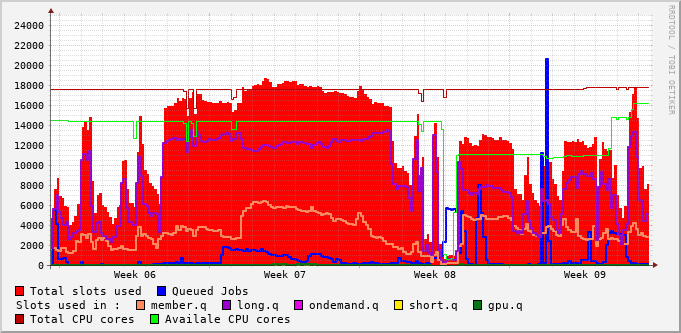 RRDTOOL / TOBI OETIKER
24000
22000
20000
18000
16000
14000
12000
10000
8000
6000
4000
2000
0
Week 06 Week 07 Week 08 Week 09
Total slots used Queued Jobs
Slots used in : member.q long.q ondemand.q short.q gpu.q
Total CPU cores Availale CPU cores